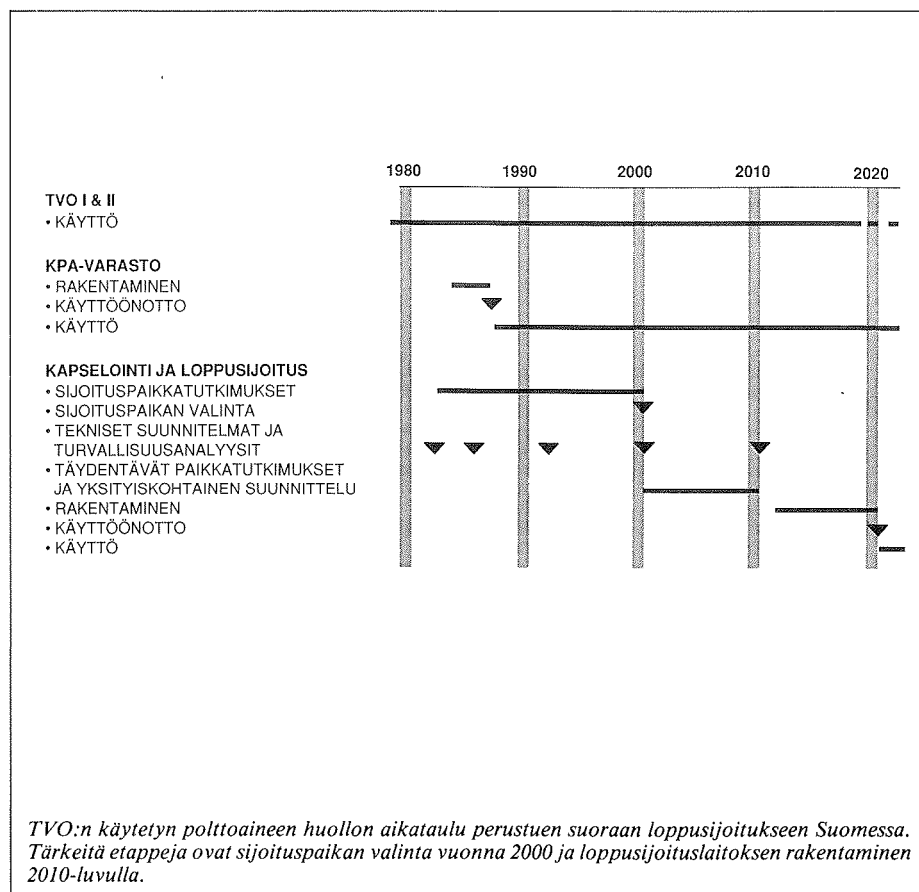 1980 1990 2000 2010 2020
TVO I & II
• KÄYTTÖ
KPA-VARASTO
• RAKENTAMINEN
• KÄYTTÖÖNOTTO
• KÄYTTÖ
KAPSELOINTI JA LOPPUSIJOITUS
• SIJOITUSPAIKKATUTKIMUKSET
• SIJOITUSPAIKAN VALINTA
• TEKNISET SUUNNITELMAT JA
TURVALLISUUSANALYYSIT
• TÄYDENTÄVÄT PAIKKATUTKIMUKSET
JA YKSITYISKOHTAINEN SUUNNITTELU
• RAKENTAMINEN
• KÄYTTÖÖNOTTO
• KÄYTTÖ
TVO:n käytetyn polttoaineen huollon aikataulu perustuen suoraan loppusijoitukseen Suomessa.
Tärkeitä etappeja ovat sijoituspaikan valinta vuonna 2000 ja loppusijoituslaitoksen rakentaminen
2010-luvulla.